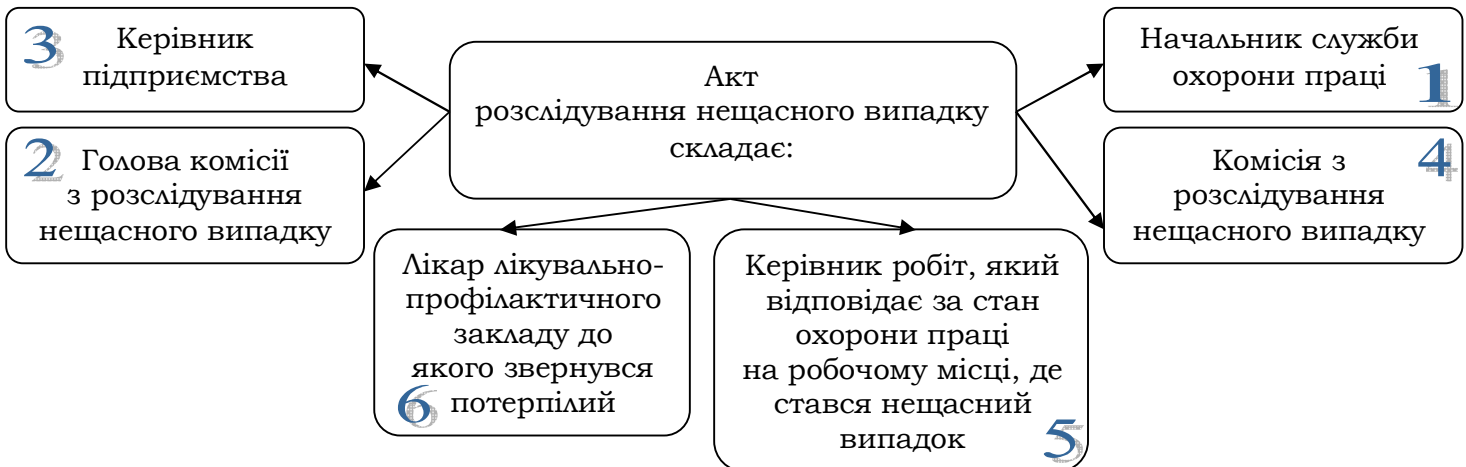 3
Керівник
підприємства
Акт
розслідування нещасного випадку
складає:
Начальник служби
охорони праці
1
2
Голова комісії
з розслідування
нещасного випадку
Комісія з
розслідування
нещасного випадку
4
Лікар лікувально-
профілактичного
закладу до
якого звернувся
потерпілий
6
Керівник робіт, який
відповідає за стан
охорони праці
на робочому місці, де
стався нещасний
випадок
5